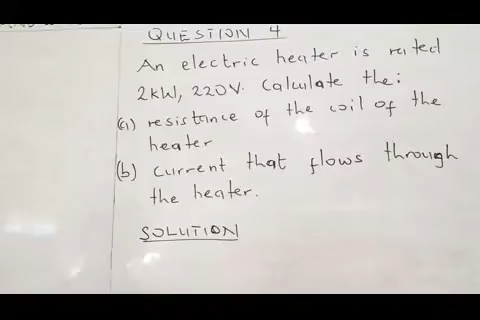 QUESTION 4
An electric heater is rated
2kW, 220V. Calculate the:
(a) resistance of the coil of the
heater
(b) current that flows through
the heater.
SOLUTION